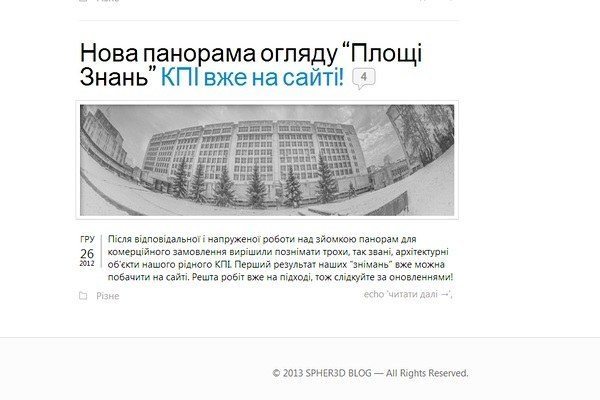 Різне
Нова панорама огляду “Площі
Знань” КПІ вже на сайті! 4
ГРУ
26
2012
Після відповідальної і напруженої роботи над зйомкою панорам для
комерційного замовлення вирішили познімати трохи, так звані, архітектурні
об’єкти нашого рідного КПІ. Перший результат наших “знімань” вже можна
побачити на сайті. Решта робіт вже на підході, тож слідкуйте за оновленнями!
Різне
echo 'читати далі →';
© 2013 SPHER3D BLOG — All Rights Reserved.